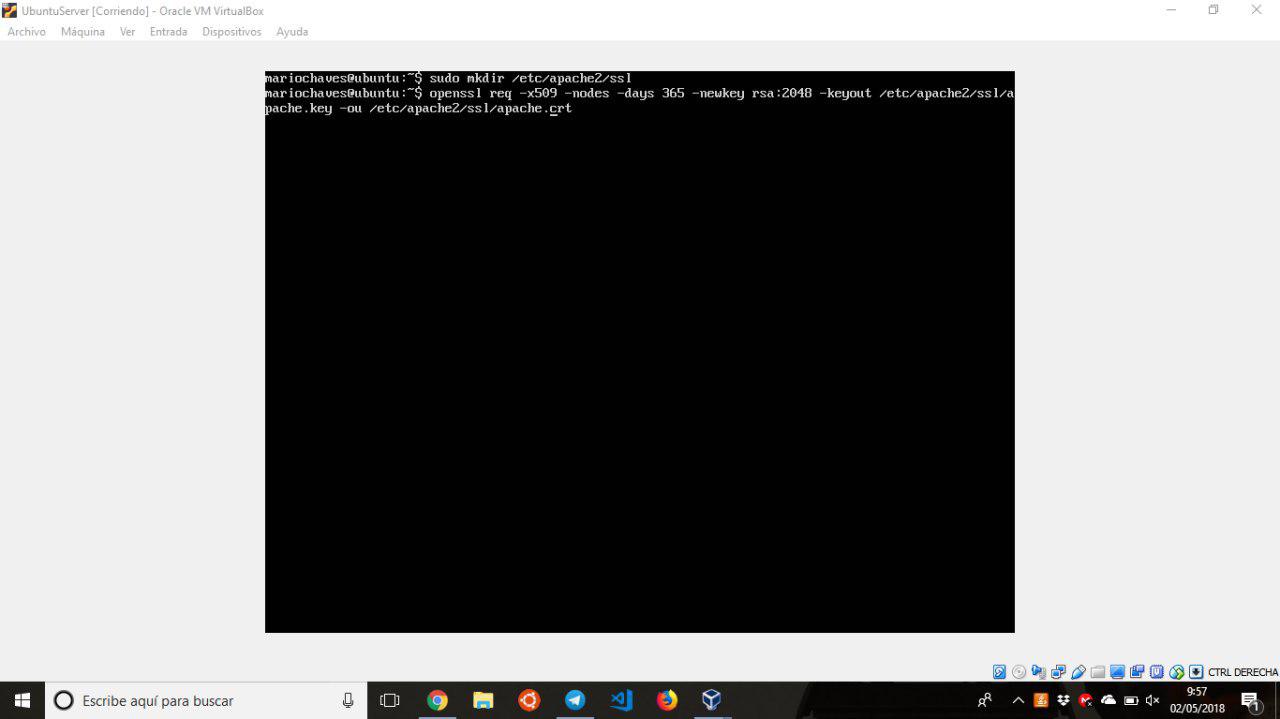 UbuntuServer [Corriendo] - Oracle VM VirtualBox
Archivo Máquina Ver Entrada Dispositivos Ayuda
mariochaves@ubuntu:~$ sudo mkdir /etc/apache2/ssl
mariochaves@ubuntu:~$ openssl req -x509 -nodes -days 365 -newkey rsa:2048 -keyout /etc/apache2/ssl/a
pache.key -ou /etc/apache2/ssl/apache.crt
CTRL DERECHA
Escribe aquí para buscar
9:57
02/05/2018
1